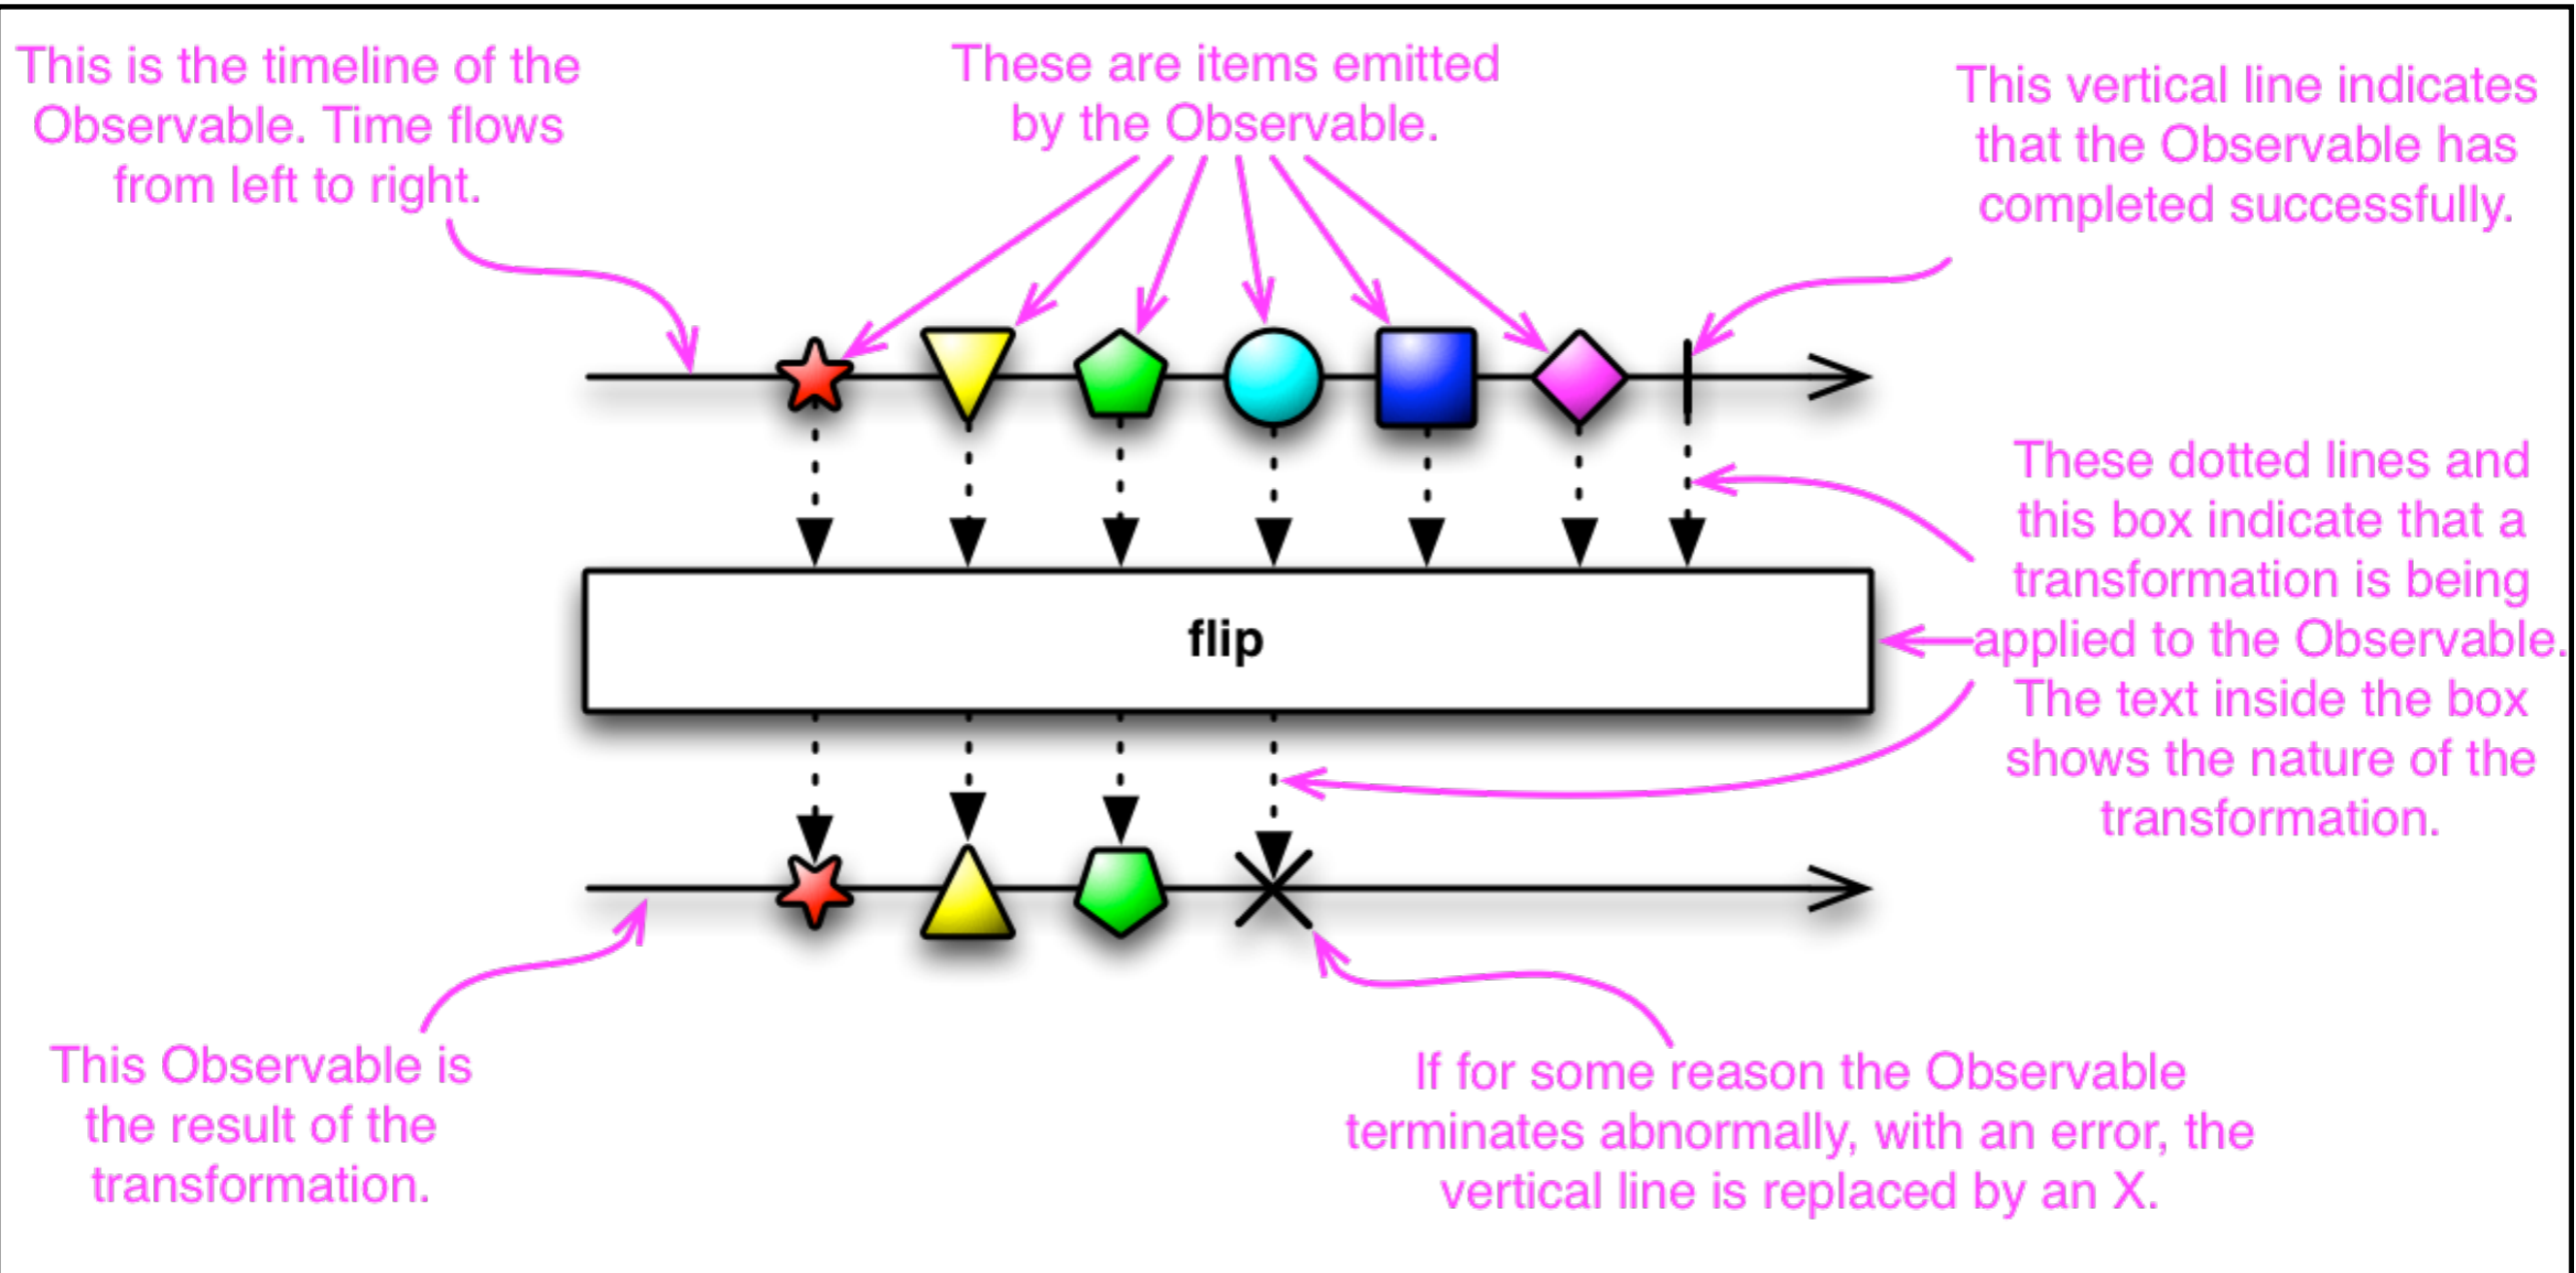 This is the timeline of the
Observable. Time flows
from left to right.
These are items emitted
by the Observable.
This vertical line indicates
that the Observable has
completed successfully.
These dotted lines and
this box indicate that a
transformation is being
applied to the Observable.
The text inside the box
shows the nature of the
transformation.
flip
This Observable is
the result of the
transformation.
If for some reason the Observable
terminates abnormally, with an error, the
vertical line is replaced by an X.